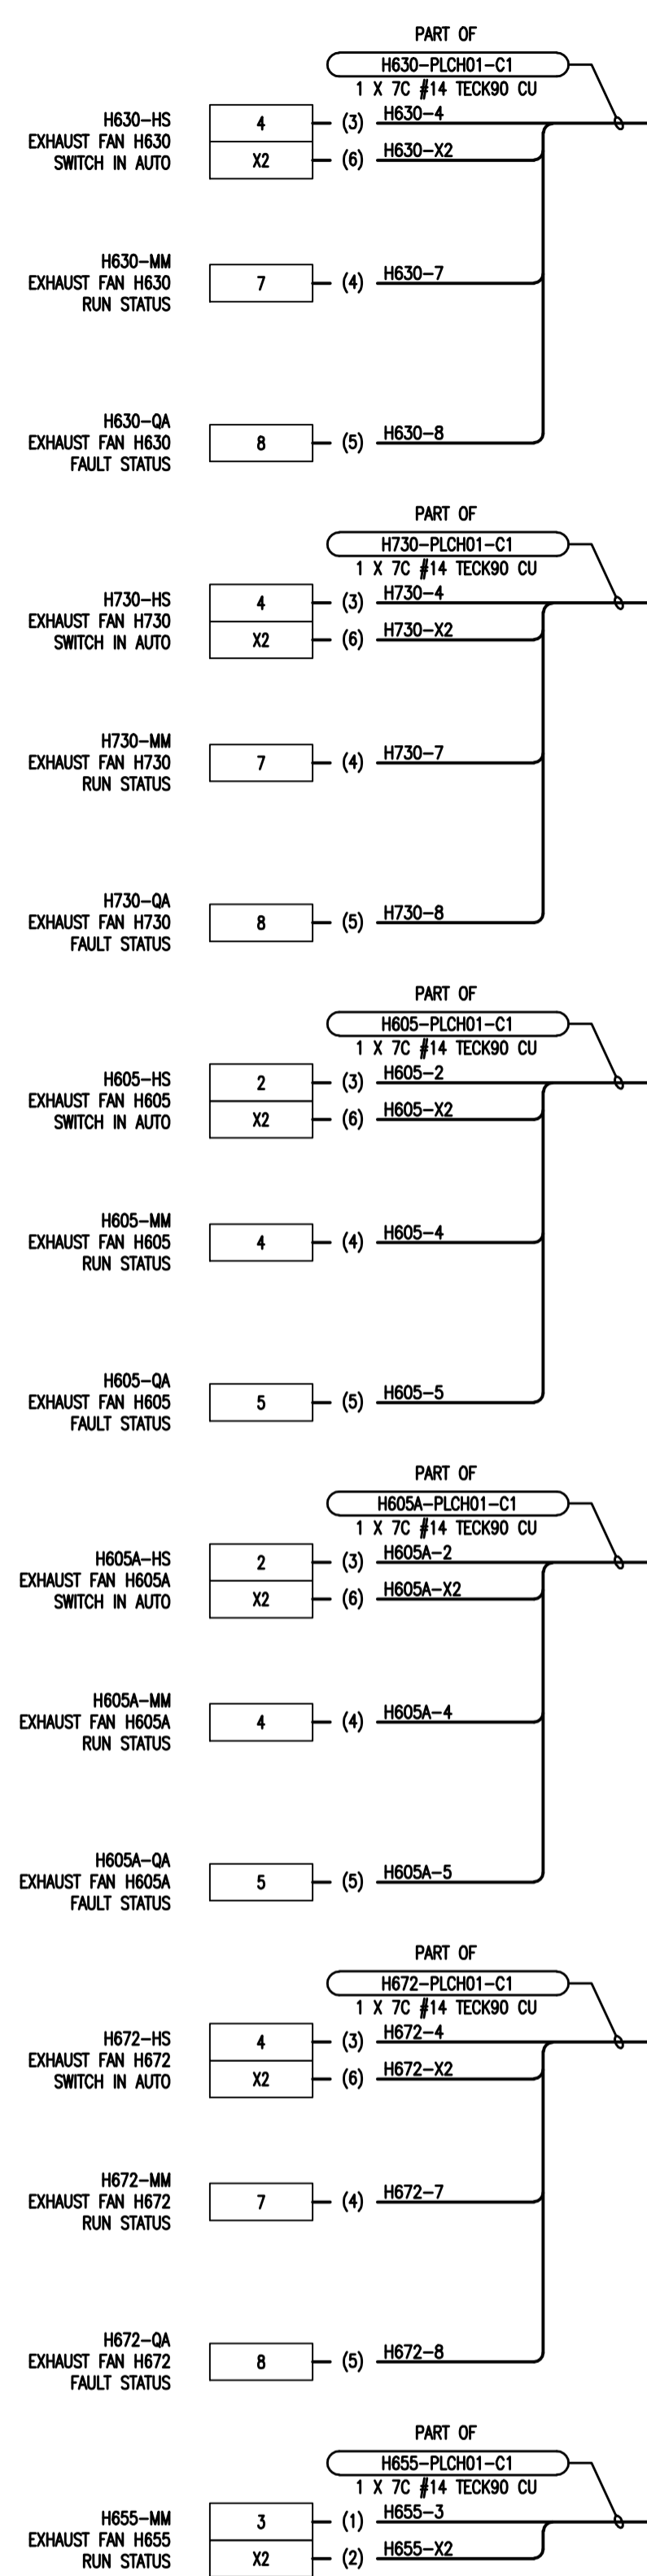 PART OF
H630-PLCH01-C1
1 X 7C #14 TECK90 CU
H630-HS
EXHAUST FAN H630
SWITCH IN AUTO
4 (3) H630-4
X2 (6) H630-X2
H630-MM
EXHAUST FAN H630
RUN STATUS
7 (4) H630-7
H630-QA
EXHAUST FAN H630
FAULT STATUS
8 (5) H630-8
PART OF
H730-PLCH01-C1
1 X 7C #14 TECK90 CU
H730-HS
EXHAUST FAN H730
SWITCH IN AUTO
4 (3) H730-4
X2 (6) H730-X2
H730-MM
EXHAUST FAN H730
RUN STATUS
7 (4) H730-7
H730-QA
EXHAUST FAN H730
FAULT STATUS
8 (5) H730-8
PART OF
H605-PLCH01-C1
1 X 7C #14 TECK90 CU
H605-HS
EXHAUST FAN H605
SWITCH IN AUTO
2 (3) H605-2
X2 (6) H605-X2
H605-MM
EXHAUST FAN H605
RUN STATUS
4 (4) H605-4
H605-QA
EXHAUST FAN H605
FAULT STATUS
5 (5) H605-5
PART OF
H605A-PLCH01-C1
1 X 7C #14 TECK90 CU
H605A-HS
EXHAUST FAN H605A
SWITCH IN AUTO
2 (3) H605A-2
X2 (6) H605A-X2
H605A-MM
EXHAUST FAN H605A
RUN STATUS
4 (4) H605A-4
H605A-QA
EXHAUST FAN H605A
FAULT STATUS
5 (5) H605A-5
PART OF
H672-PLCH01-C1
1 X 7C #14 TECK90 CU
H672-HS
EXHAUST FAN H672
SWITCH IN AUTO
4 (3) H672-4
X2 (6) H672-X2
H672-MM
EXHAUST FAN H672
RUN STATUS
7 (4) H672-7
H672-QA
EXHAUST FAN H672
FAULT STATUS
8 (5) H672-8
PART OF
H655-PLCH01-C1
1 X 7C #14 TECK90 CU
H655-MM
EXHAUST FAN H655
RUN STATUS
3 (1) H655-3
X2 (2) H655-X2